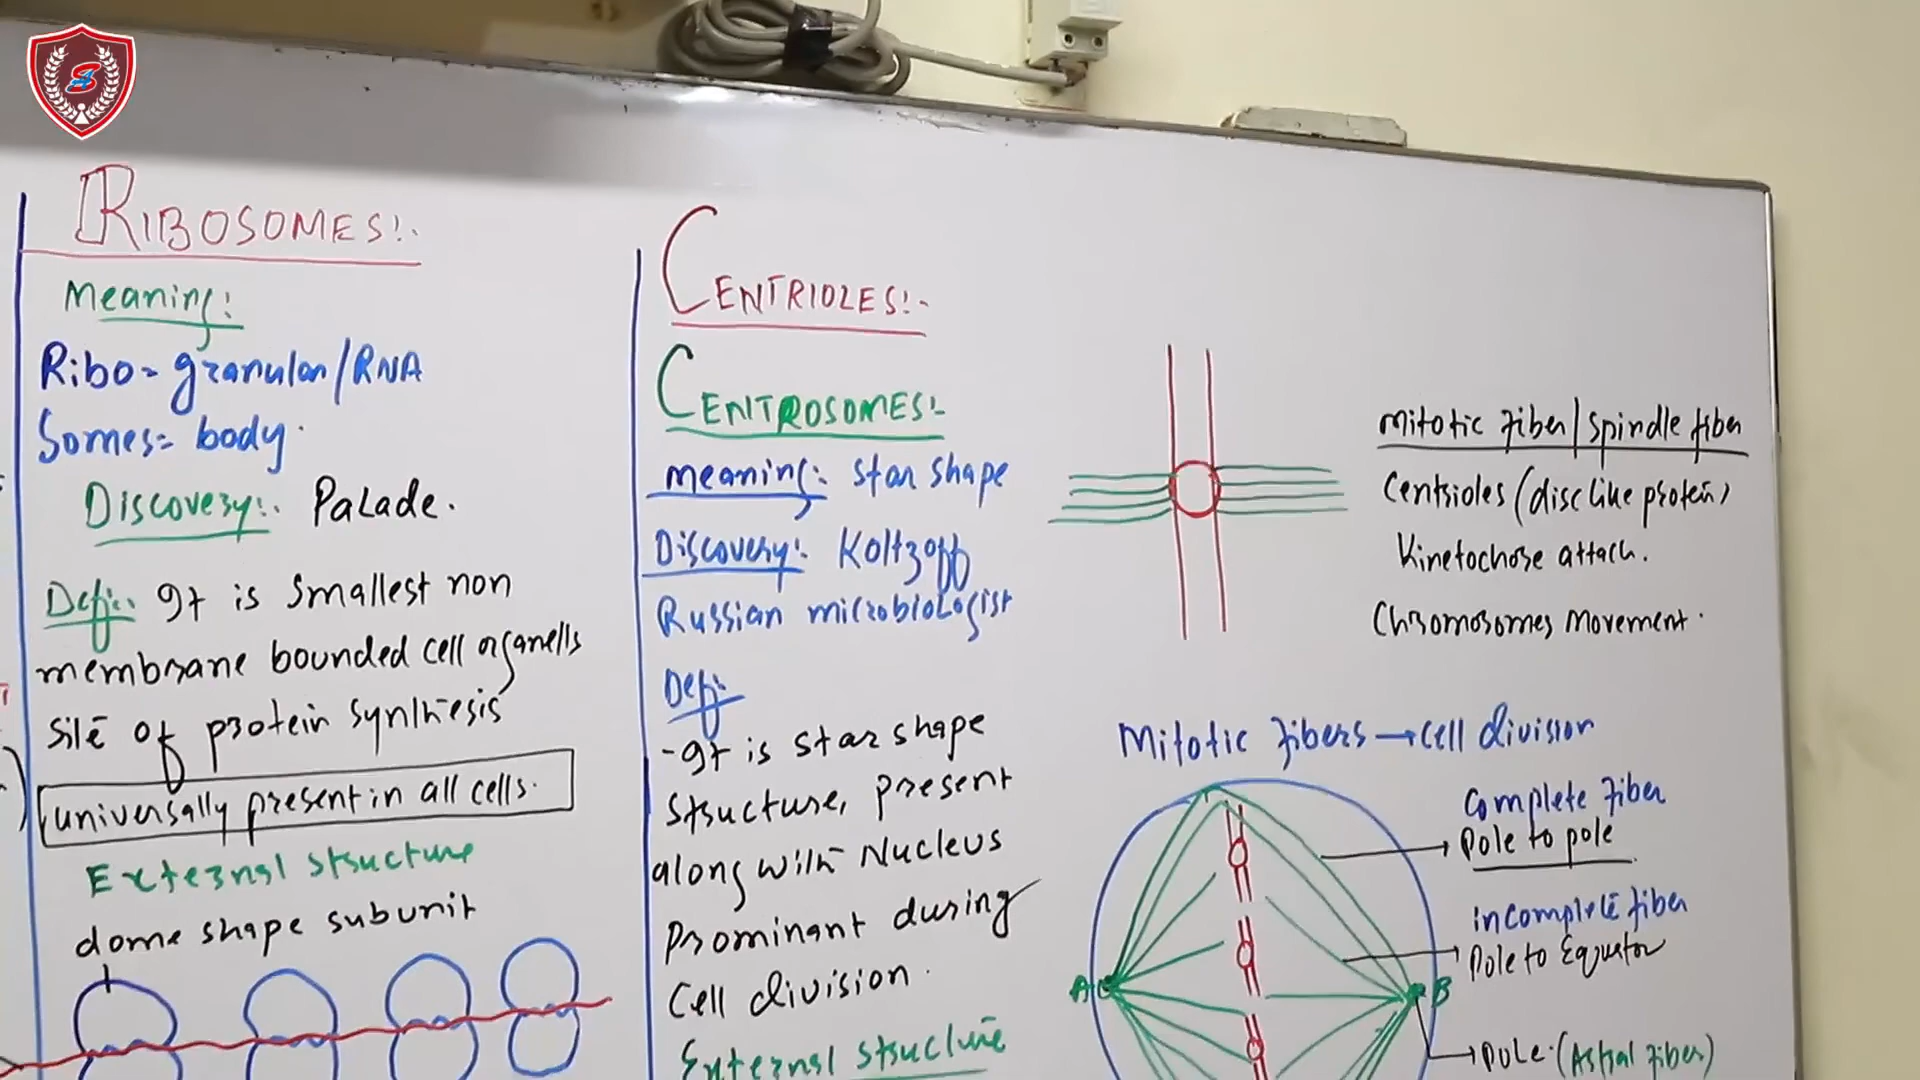 RIBOSOMES:-
Meaning:
Ribo- granular/RNA
Somes= body.
Discovery:. Palade.
Defi:. It is smallest non
membrane bounded cell organells
site of protein synthesis
universally present in all cells.
External structure
dome shape subunit
CENTRIOLES:-
CENTROSOMES:-
meaning: star shape
Discovery:. Koltzoff
Russian microbiologist
Defi:
-It is star shape
structure, present
along with Nucleus
Prominant during
Cell division.
External structure
Mitotic fiber/spindle fiber
Centrioles (disc like protein)
Kinetochore attach.
Chromosomes movement.
Mitotic fibers → cell division
Complete fiber
Pole to pole
incomplete fiber
Pole to Equator
A
B
Pole. (Astral fiber)